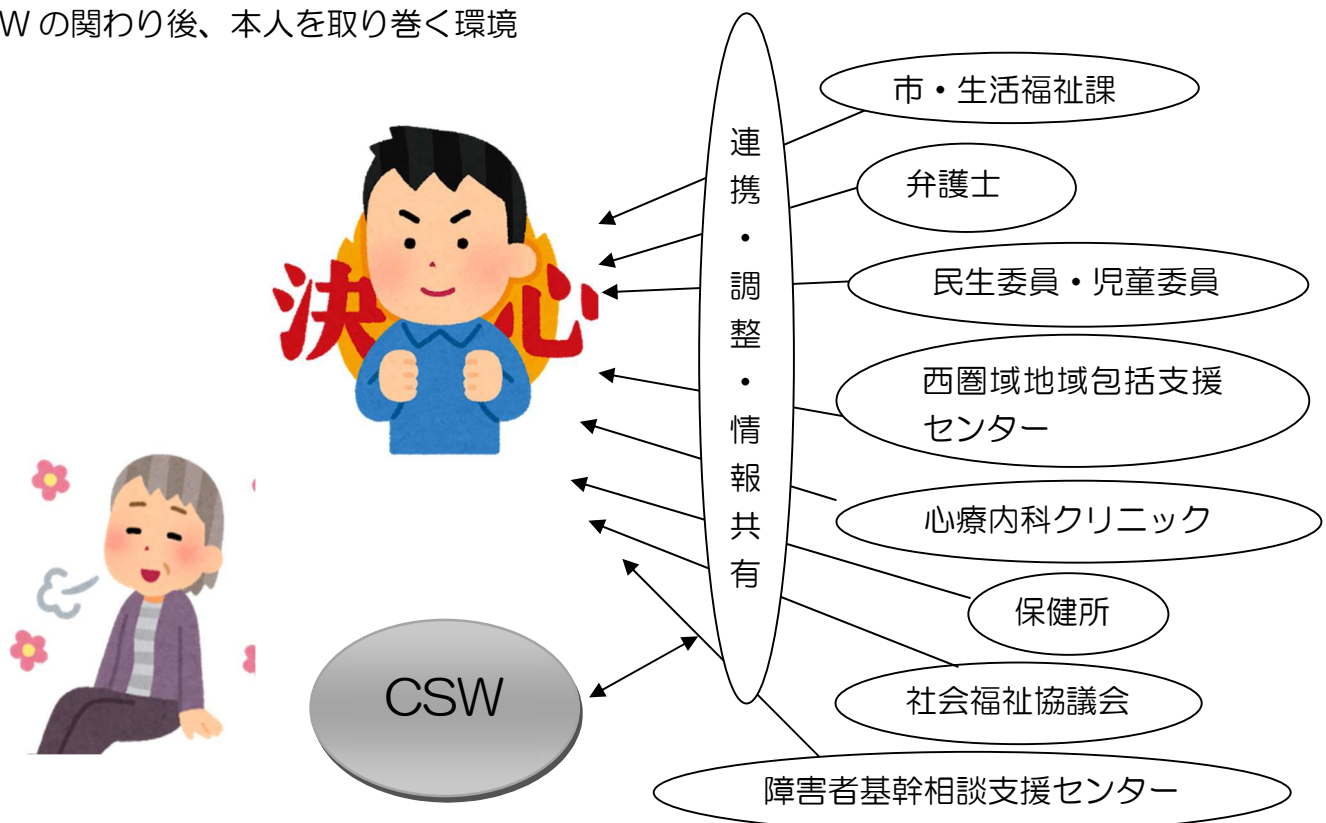 W の関わり後、本人を取り巻く環境
市・生活福祉課
弁護士
民生委員・児童委員
西圏域地域包括支援
センター
心療内科クリニック
保健所
社会福祉協議会
障害者基幹相談支援センター
連携・調整・情報共有
決心
CSW